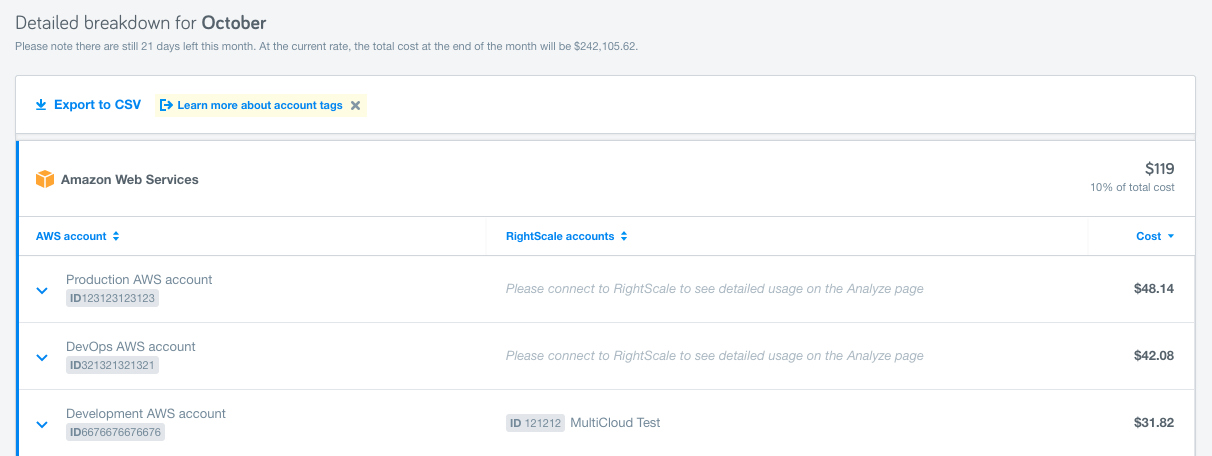 Detailed breakdown for October
Please note there are still 21 days left this month. At the current rate, the total cost at the end of the month will be $242,105.62.
Export to CSV Learn more about account tags
Amazon Web Services $119
10% of total cost
AWS account RightScale accounts Cost
Production AWS account
ID123123123123 Please connect to RightScale to see detailed usage on the Analyze page $48.14
DevOps AWS account
ID321321321321 Please connect to RightScale to see detailed usage on the Analyze page $42.08
Development AWS account
ID6676676676676 ID 121212 MultiCloud Test $31.82